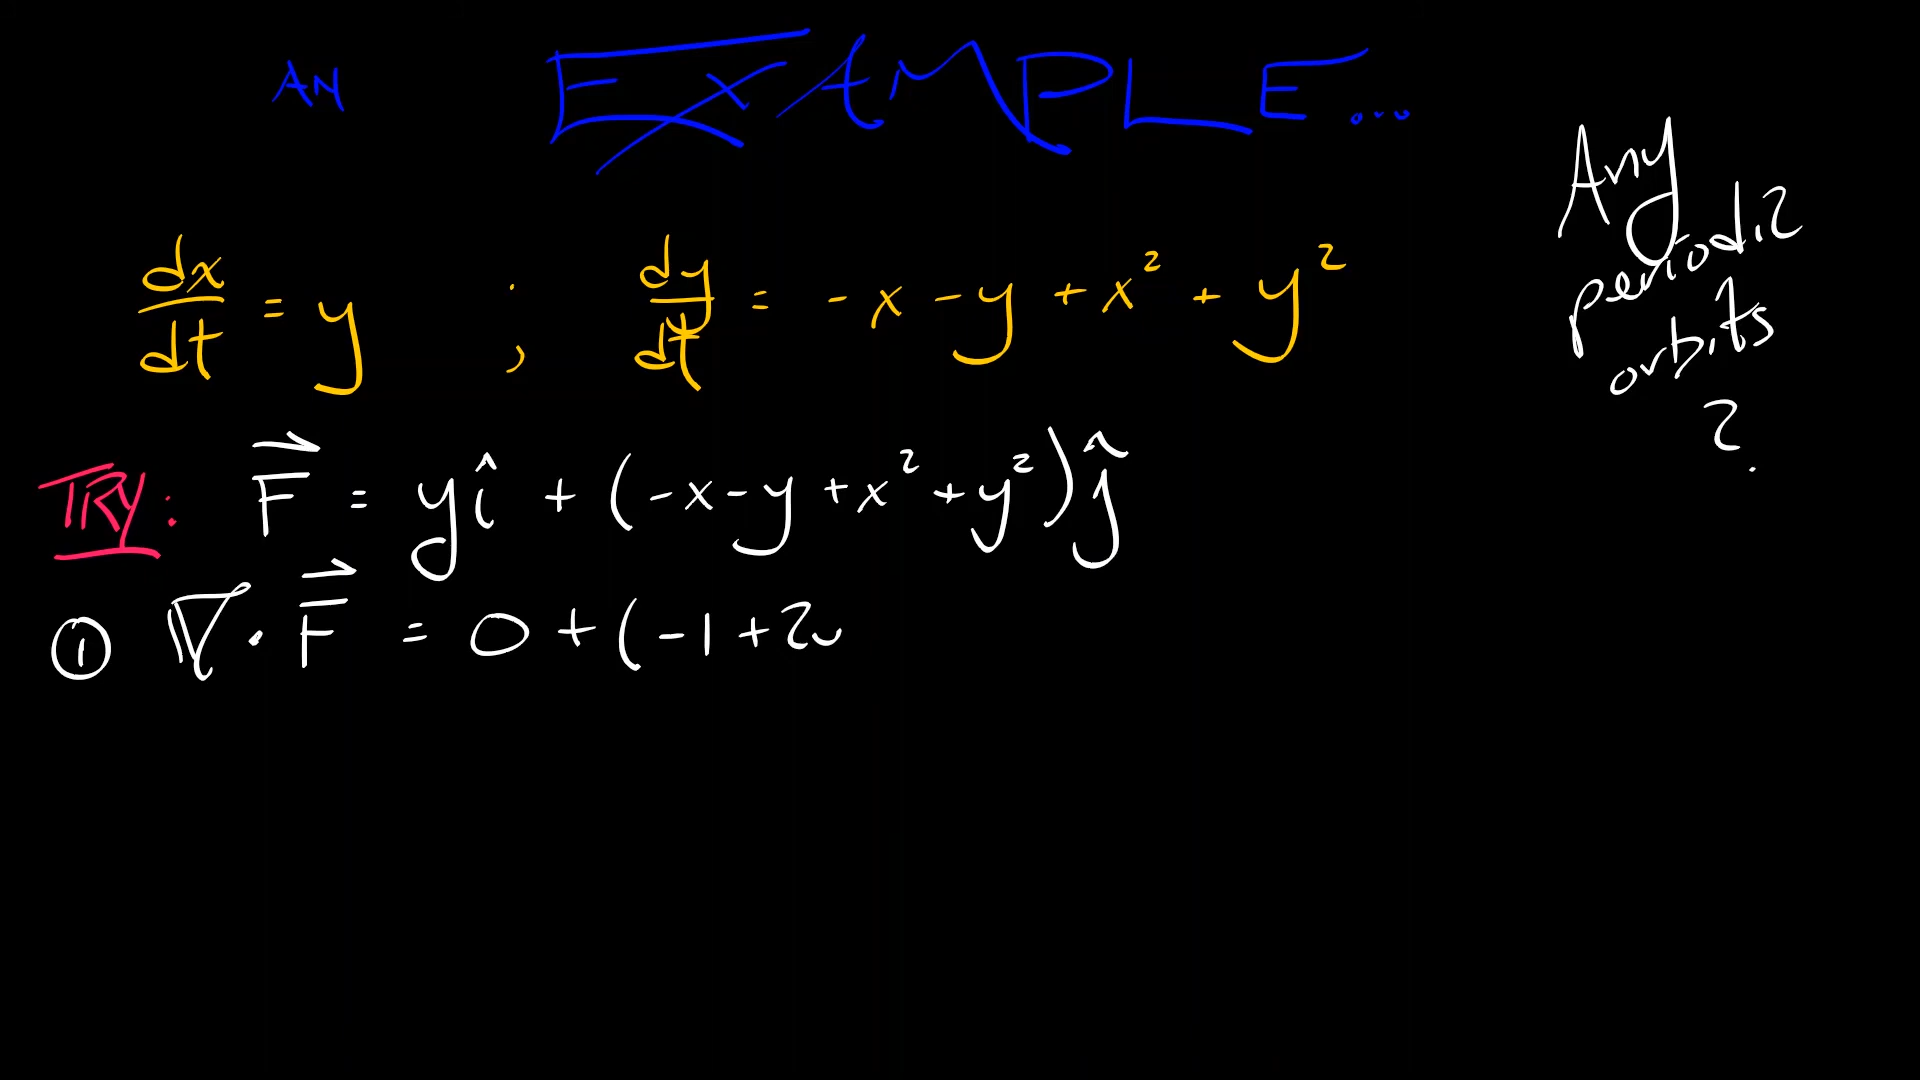 AN EXAMPLE...
Any
periodic
orbits
?
dx/dt = y ; dy/dt = -x - y + x² + y²
TRY: F⃗ = yî + (-x-y+x²+y²)ĵ
① ∇ · F⃗ = 0 + (-1+2